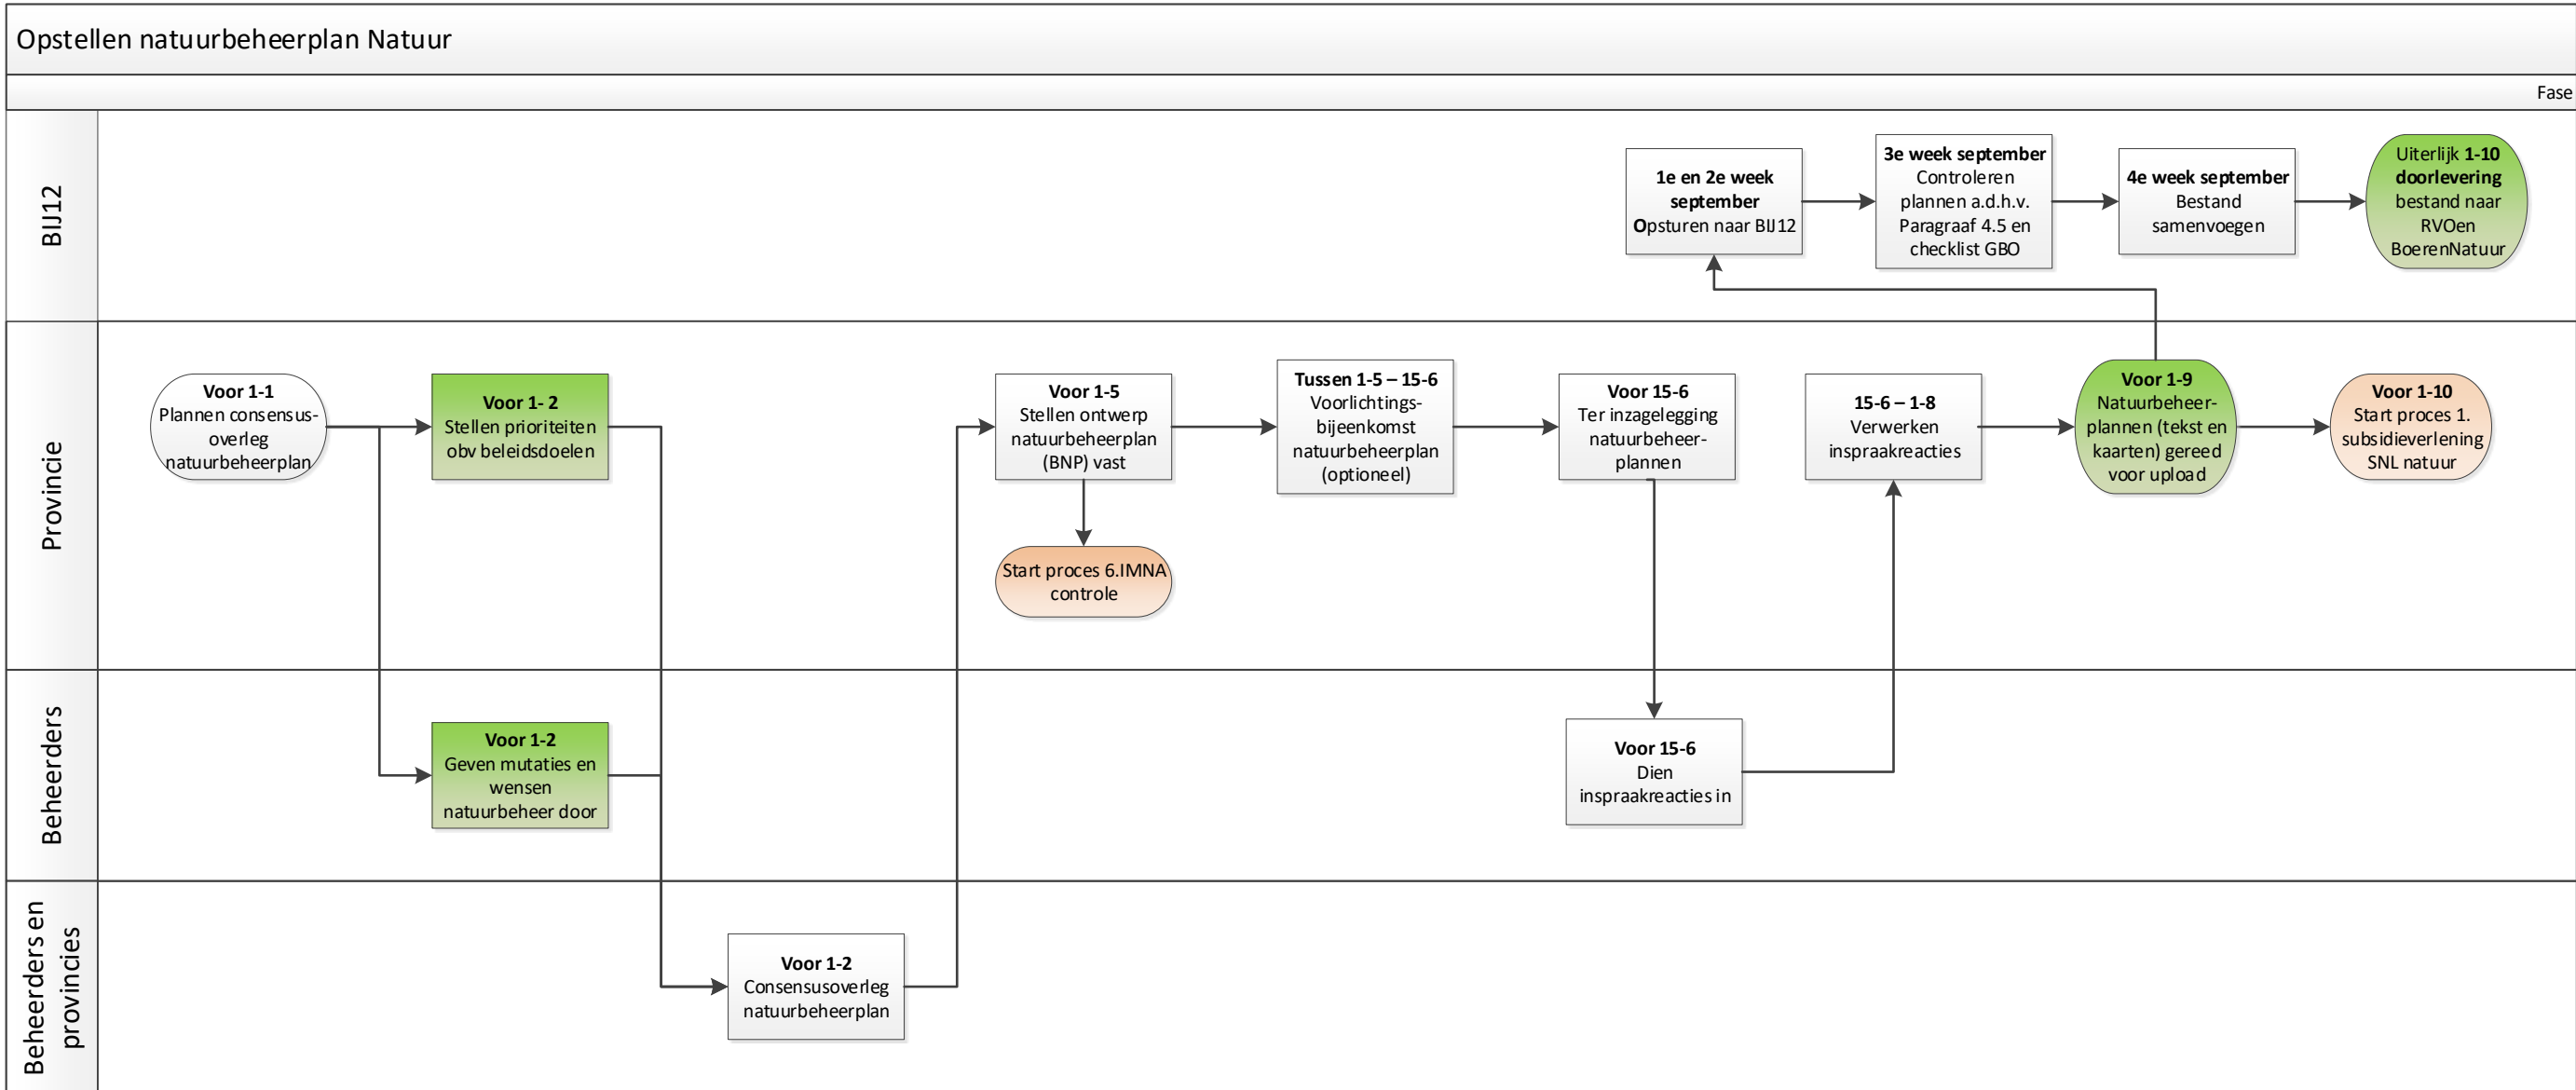 Opstellen natuurbeheerplan Natuur
Fase
BIJ12
1e en 2e week
september
Opsturen naar BIJ12
3e week september
Controleren
plannen a.d.h.v.
Paragraaf 4.5 en
checklist GBO
4e week september
Bestand
samenvoegen
Uiterlijk 1-10
doorlevering
bestand naar
RVOen
BoerenNatuur
Provincie
Voor 1-1
Plannen consensus-
overleg
natuurbeheerplan
Voor 1- 2
Stellen prioriteiten
obv beleidsdoelen
Voor 1-5
Stellen ontwerp
natuurbeheerplan
(BNP) vast
Start proces 6.IMNA
controle
Tussen 1-5 – 15-6
Voorlichtings-
bijeenkomst
natuurbeheerplan
(optioneel)
Voor 15-6
Ter inzagelegging
natuurbeheer-
plannen
15-6 – 1-8
Verwerken
inspraakreacties
Voor 1-9
Natuurbeheer-
plannen (tekst en
kaarten) gereed
voor upload
Voor 1-10
Start proces 1.
subsidieverlening
SNL natuur
Beheerders
Voor 1-2
Geven mutaties en
wensen
natuurbeheer door
Voor 15-6
Dien
inspraakreacties in
Beheerders en
provincies
Voor 1-2
Consensusoverleg
natuurbeheerplan